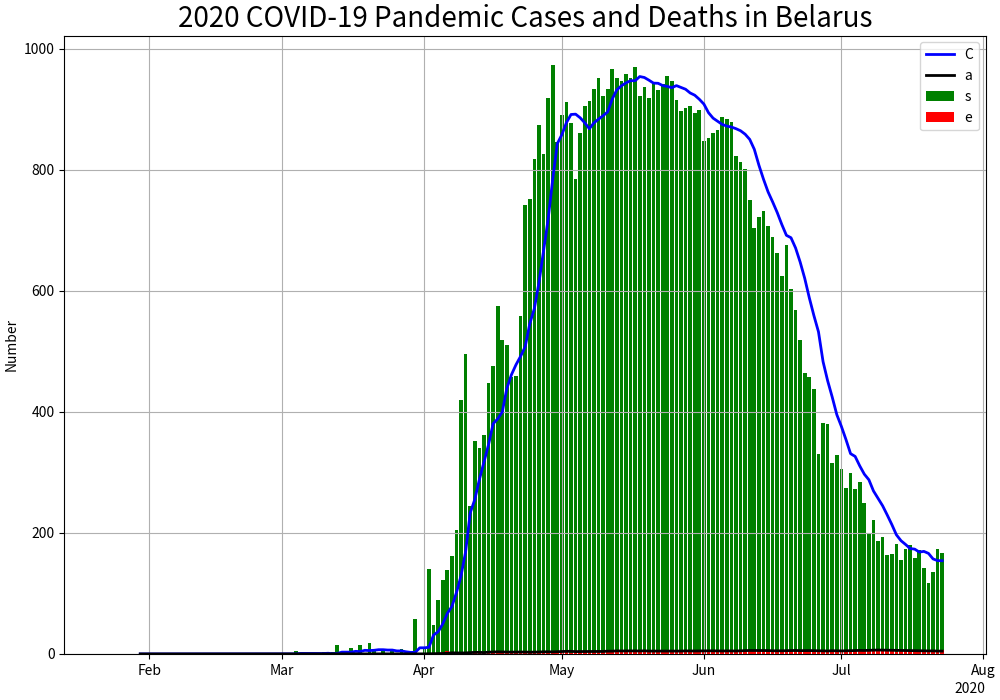 2020 COVID-19 Pandemic Cases and Deaths in Belarus
1000
800
600
400
200
0
Number
C
a
s
e
Feb
Mar
Apr
May
Jun
Jul
Aug
2020